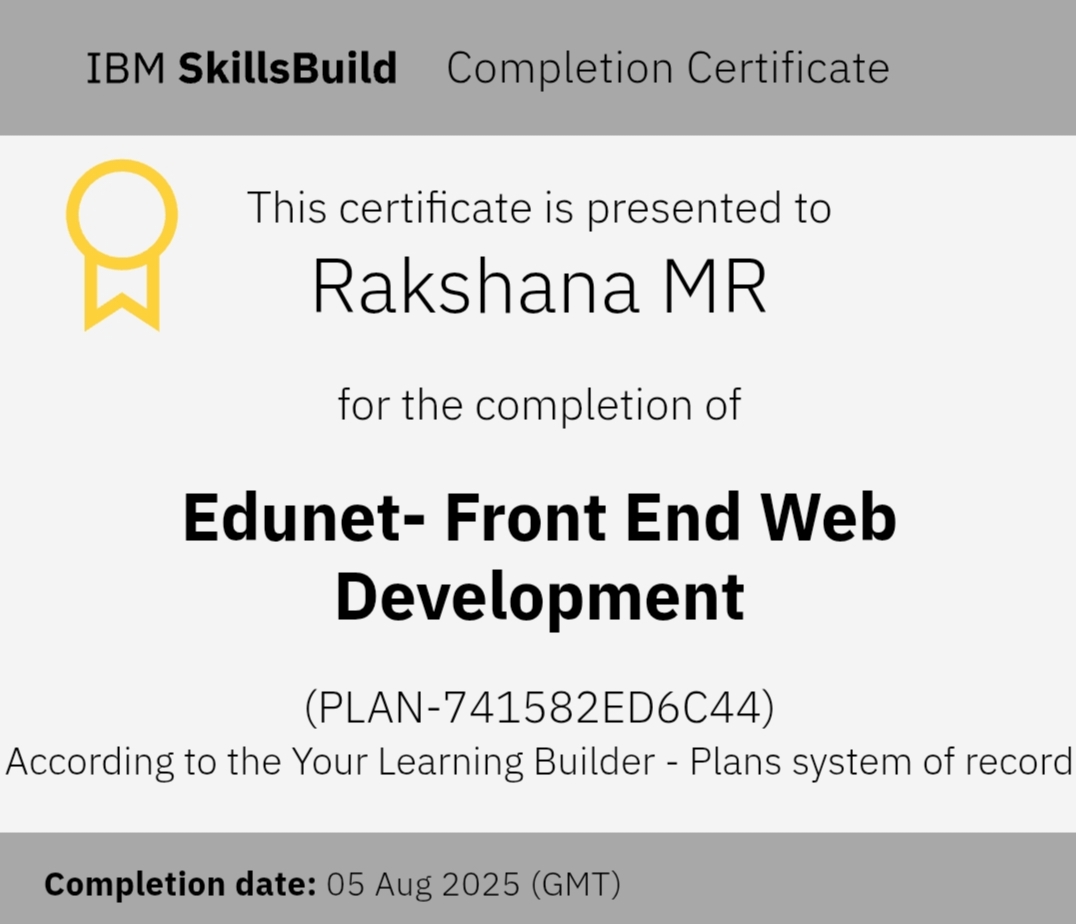 IBM SkillsBuild Completion Certificate
This certificate is presented to
Rakshana MR
for the completion of
Edunet- Front End Web
Development
(PLAN-741582ED6C44)
According to the Your Learning Builder - Plans system of record
Completion date: 05 Aug 2025 (GMT)